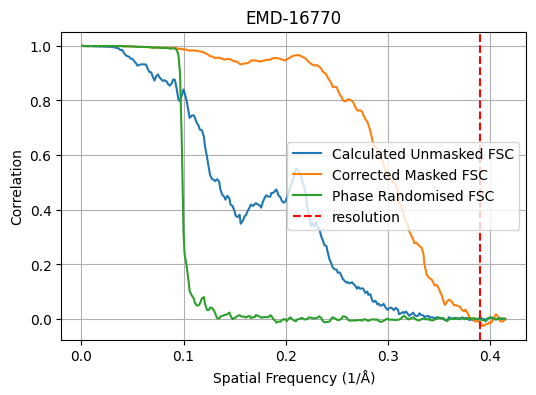 EMD-16770
Correlation
1.0
0.8
0.6
0.4
0.2
0.0
Calculated Unmasked FSC
Corrected Masked FSC
Phase Randomised FSC
resolution
0.0 0.1 0.2 0.3 0.4
Spatial Frequency (1/Å)